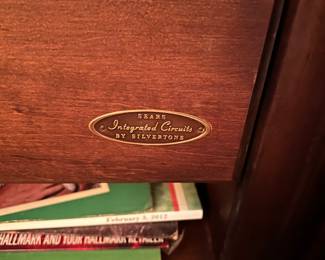 SEARS
Integrated Circuits
BY SILVERTONE
February 5, 2012
HALLMARK AND YOUR HALLMARK RETAILER